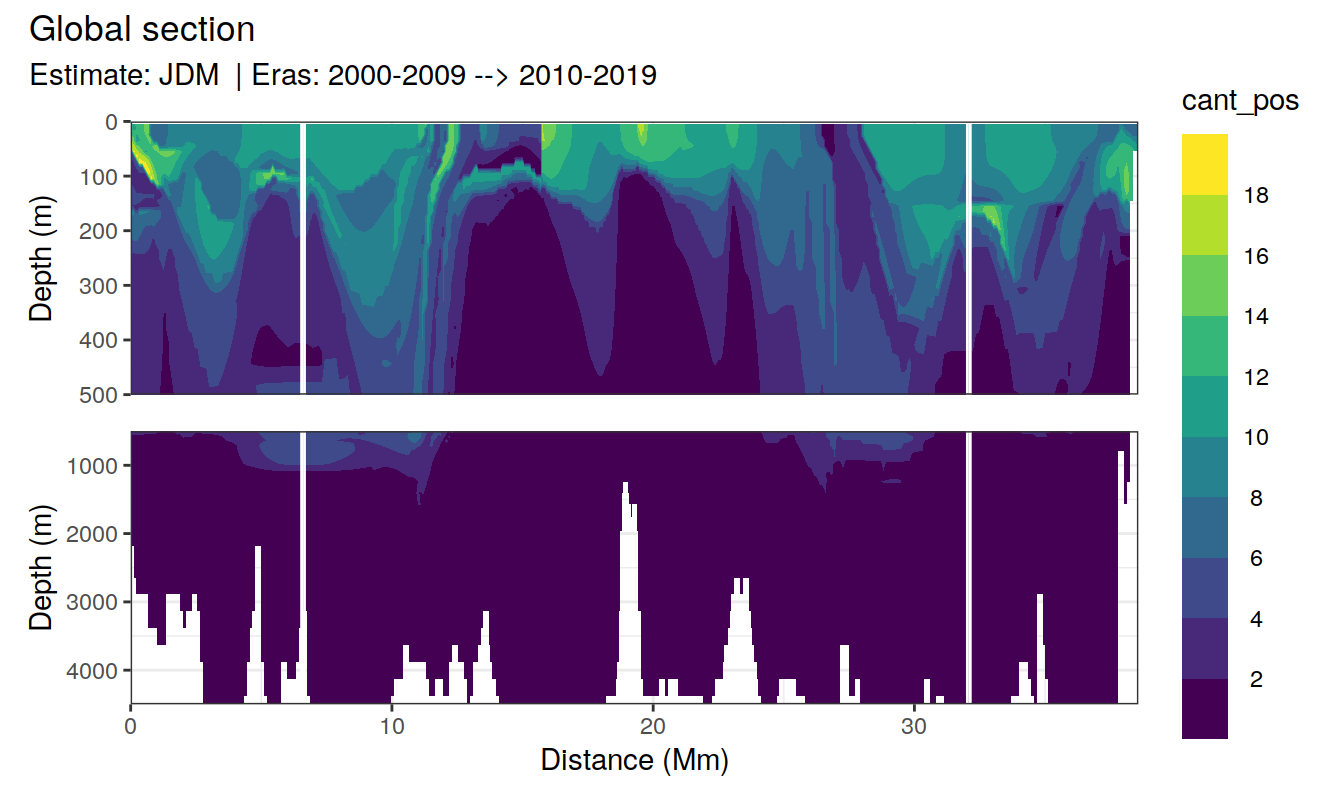 Global section
Estimate: JDM | Eras: 2000-2009 --> 2010-2019
cant_pos
18
16
14
12
10
8
6
4
2
Depth (m)
0
100
200
300
400
500
Depth (m)
1000
2000
3000
4000
0 10 20 30
Distance (Mm)